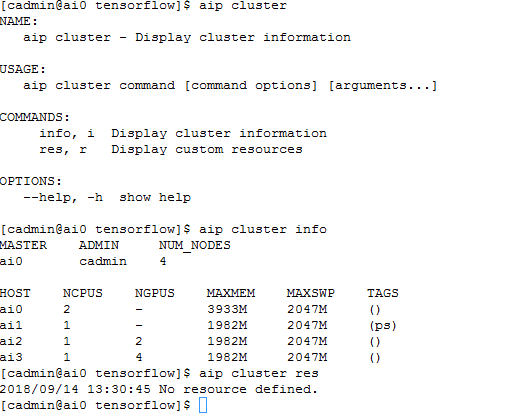 [cadmin@ai0 tensorflow]$ aip cluster
NAME:
   aip cluster - Display cluster information

USAGE:
   aip cluster command [command options] [arguments...]

COMMANDS:
     info, i  Display cluster information
     res, r   Display custom resources

OPTIONS:
   --help, -h  show help

[cadmin@ai0 tensorflow]$ aip cluster info
MASTER    ADMIN     NUM_NODES
ai0       cadmin    4

HOST    NCPUS    NGPUS    MAXMEM    MAXSWP    TAGS
ai0     2        -        3933M     2047M     ()
ai1     1        -        1982M     2047M     (ps)
ai2     1        2        1982M     2047M     ()
ai3     1        4        1982M     2047M     ()
[cadmin@ai0 tensorflow]$ aip cluster res
2018/09/14 13:30:45 No resource defined.
[cadmin@ai0 tensorflow]$